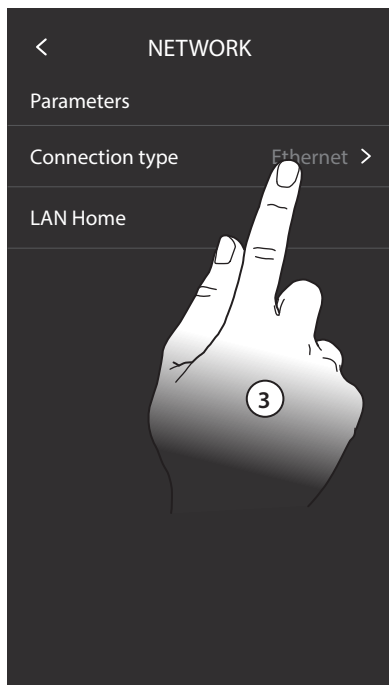 NETWORK
Parameters
Connection type Ethernet
LAN Home
3